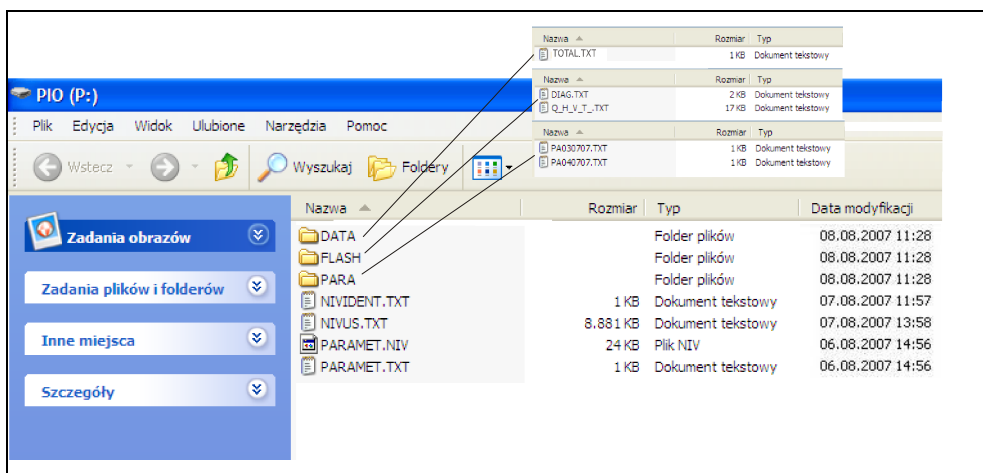 Nazwa Rozmiar Typ
TOTAL.TXT 1 KB Dokument tekstowy
Nazwa Rozmiar Typ
DIAG.TXT 2 KB Dokument tekstowy
Q_H_V_T_.TXT 17 KB Dokument tekstowy
Nazwa Rozmiar Typ
PA030707.TXT 1 KB Dokument tekstowy
PA040707.TXT 1 KB Dokument tekstowy
PIO (P:)
Plik Edycja Widok Ulubione Narzędzia Pomoc
Wstecz Wyszukaj Foldery
Nazwa Rozmiar Typ Data modyfikacji
DATA Folder plików 08.08.2007 11:28
FLASH Folder plików 08.08.2007 11:28
PARA Folder plików 08.08.2007 11:28
NIVIDENT.TXT 1 KB Dokument tekstowy 07.08.2007 11:57
NIVUS.TXT 8.881 KB Dokument tekstowy 07.08.2007 13:58
PARAMET.NIV 24 KB Plik NIV 06.08.2007 14:56
PARAMET.TXT 1 KB Dokument tekstowy 06.08.2007 14:56
Zadania obrazów
Zadania plików i folderów
Inne miejsca
Szczegóły